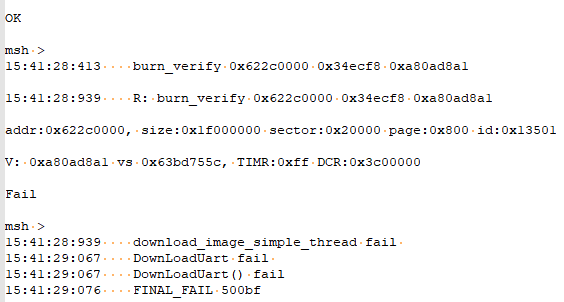 OK
msh >
15:41:28:413 burn_verify 0x622c0000 0x34ecf8 0xa80ad8a1
15:41:28:939 R: burn_verify 0x622c0000 0x34ecf8 0xa80ad8a1
addr:0x622c0000, size:0x1f000000 sector:0x20000 page:0x800 id:0x13501
V: 0xa80ad8a1 vs 0x63bd755c, TIMR:0xff DCR:0x3c00000
Fail
msh >
15:41:28:939 download_image_simple_thread fail
15:41:29:067 DownLoadUart fail
15:41:29:067 DownLoadUart() fail
15:41:29:076 FINAL_FAIL 500bf